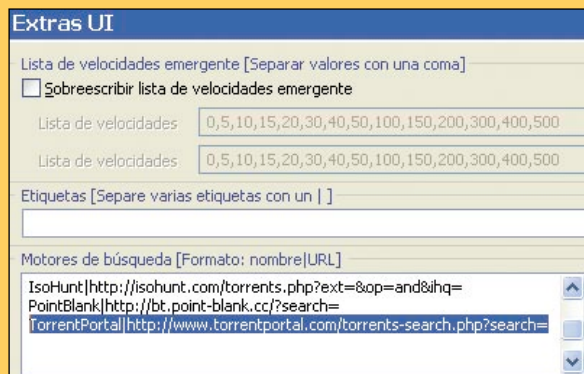 Extras UI
Lista de velocidades emergente [Separar valores con una coma]
Sobreescribir lista de velocidades emergente
Lista de velocidades 0,5,10,15,20,30,40,50,100,150,200,300,400,500
Lista de velocidades 0,5,10,15,20,30,40,50,100,150,200,300,400,500
Etiquetas [Separe varias etiquetas con un | ]
Motores de búsqueda [Formato: nombre|URL]
IsoHunt|http://isohunt.com/torrents.php?ext=&op=and&ihq=
PointBlank|http://bt.point-blank.cc/?search=
TorrentPortal|http://www.torrentportal.com/torrents-search.php?search=